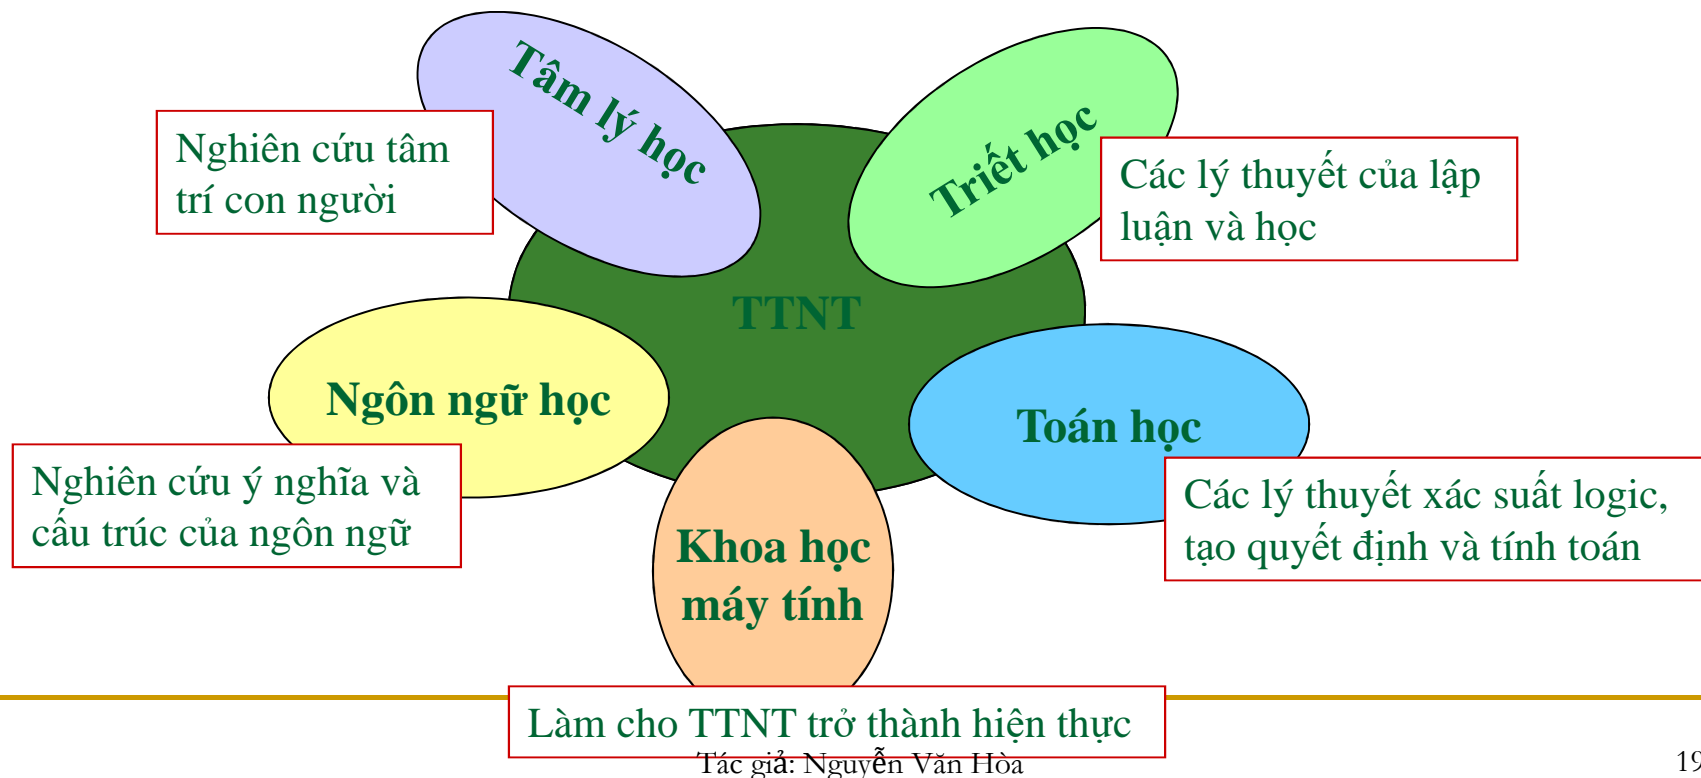 Tâm lý học
Nghiên cứu tâm
trí con người
Triết học
Các lý thuyết của lập
luận và học
TTNT
Ngôn ngữ học
Nghiên cứu ý nghĩa và
cấu trúc của ngôn ngữ
Toán học
Các lý thuyết xác suất logic,
tạo quyết định và tính toán
Khoa học
máy tính
Làm cho TTNT trở thành hiện thực
Tác giả: Nguyễn Văn Hòa
19